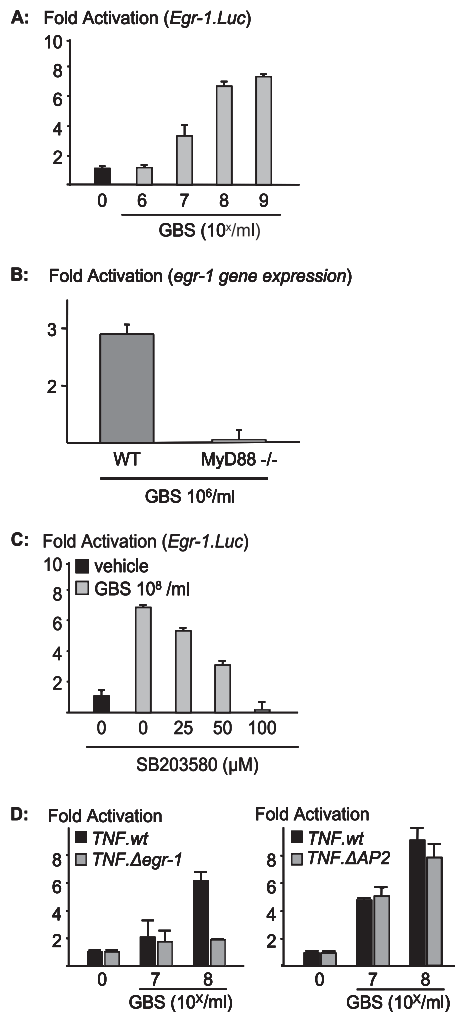 A: Fold Activation (Egr-1.Luc)
10
8
6
4
2
0 6 7 8 9
GBS (10ˣ/ml)
B: Fold Activation (egr-1 gene expression)
3
2
WT MyD88 -/-
GBS 10⁶/ml
C: Fold Activation (Egr-1.Luc)
10
vehicle
8
GBS 10⁸ /ml
6
4
2
0 0 25 50 100
SB203580 (µM)
D: Fold Activation
TNF.wt
8
TNF.Δegr-1
6
4
2
0 7 8
GBS (10ˣ/ml)
Fold Activation
TNF.wt
8
TNF.ΔAP2
6
4
2
0 7 8
GBS (10ˣ/ml)